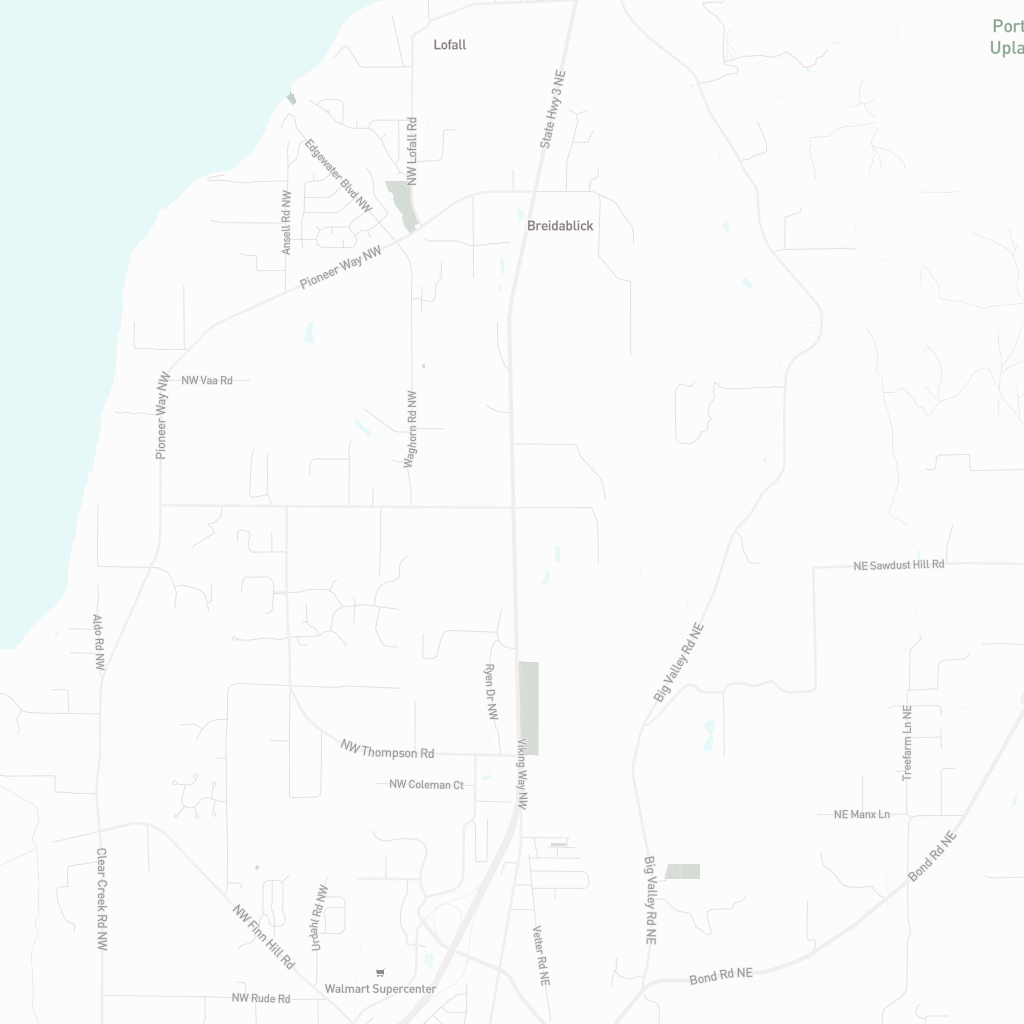 Port
Upla
Lofall
State Hwy 3 NE
NW Lofall Rd
Edgewater Blvd NW
Ansell Rd NW
Breidablick
Pioneer Way NW
NW Vaa Rd
Pioneer Way NW
Waghorn Rd NW
NE Sawdust Hill Rd
Aldo Rd NW
Big Valley Rd NE
Ryen Dr NW
Treefarm Ln NE
NW Thompson Rd
Viking Way NW
NW Coleman Ct
NE Manx Ln
Bond Rd NE
Clear Creek Rd NW
Big Valley Rd NE
Urdahl Rd NW
NW Finn Hill Rd
Vetter Rd NE
Bond Rd NE
Walmart Supercenter
NW Rude Rd